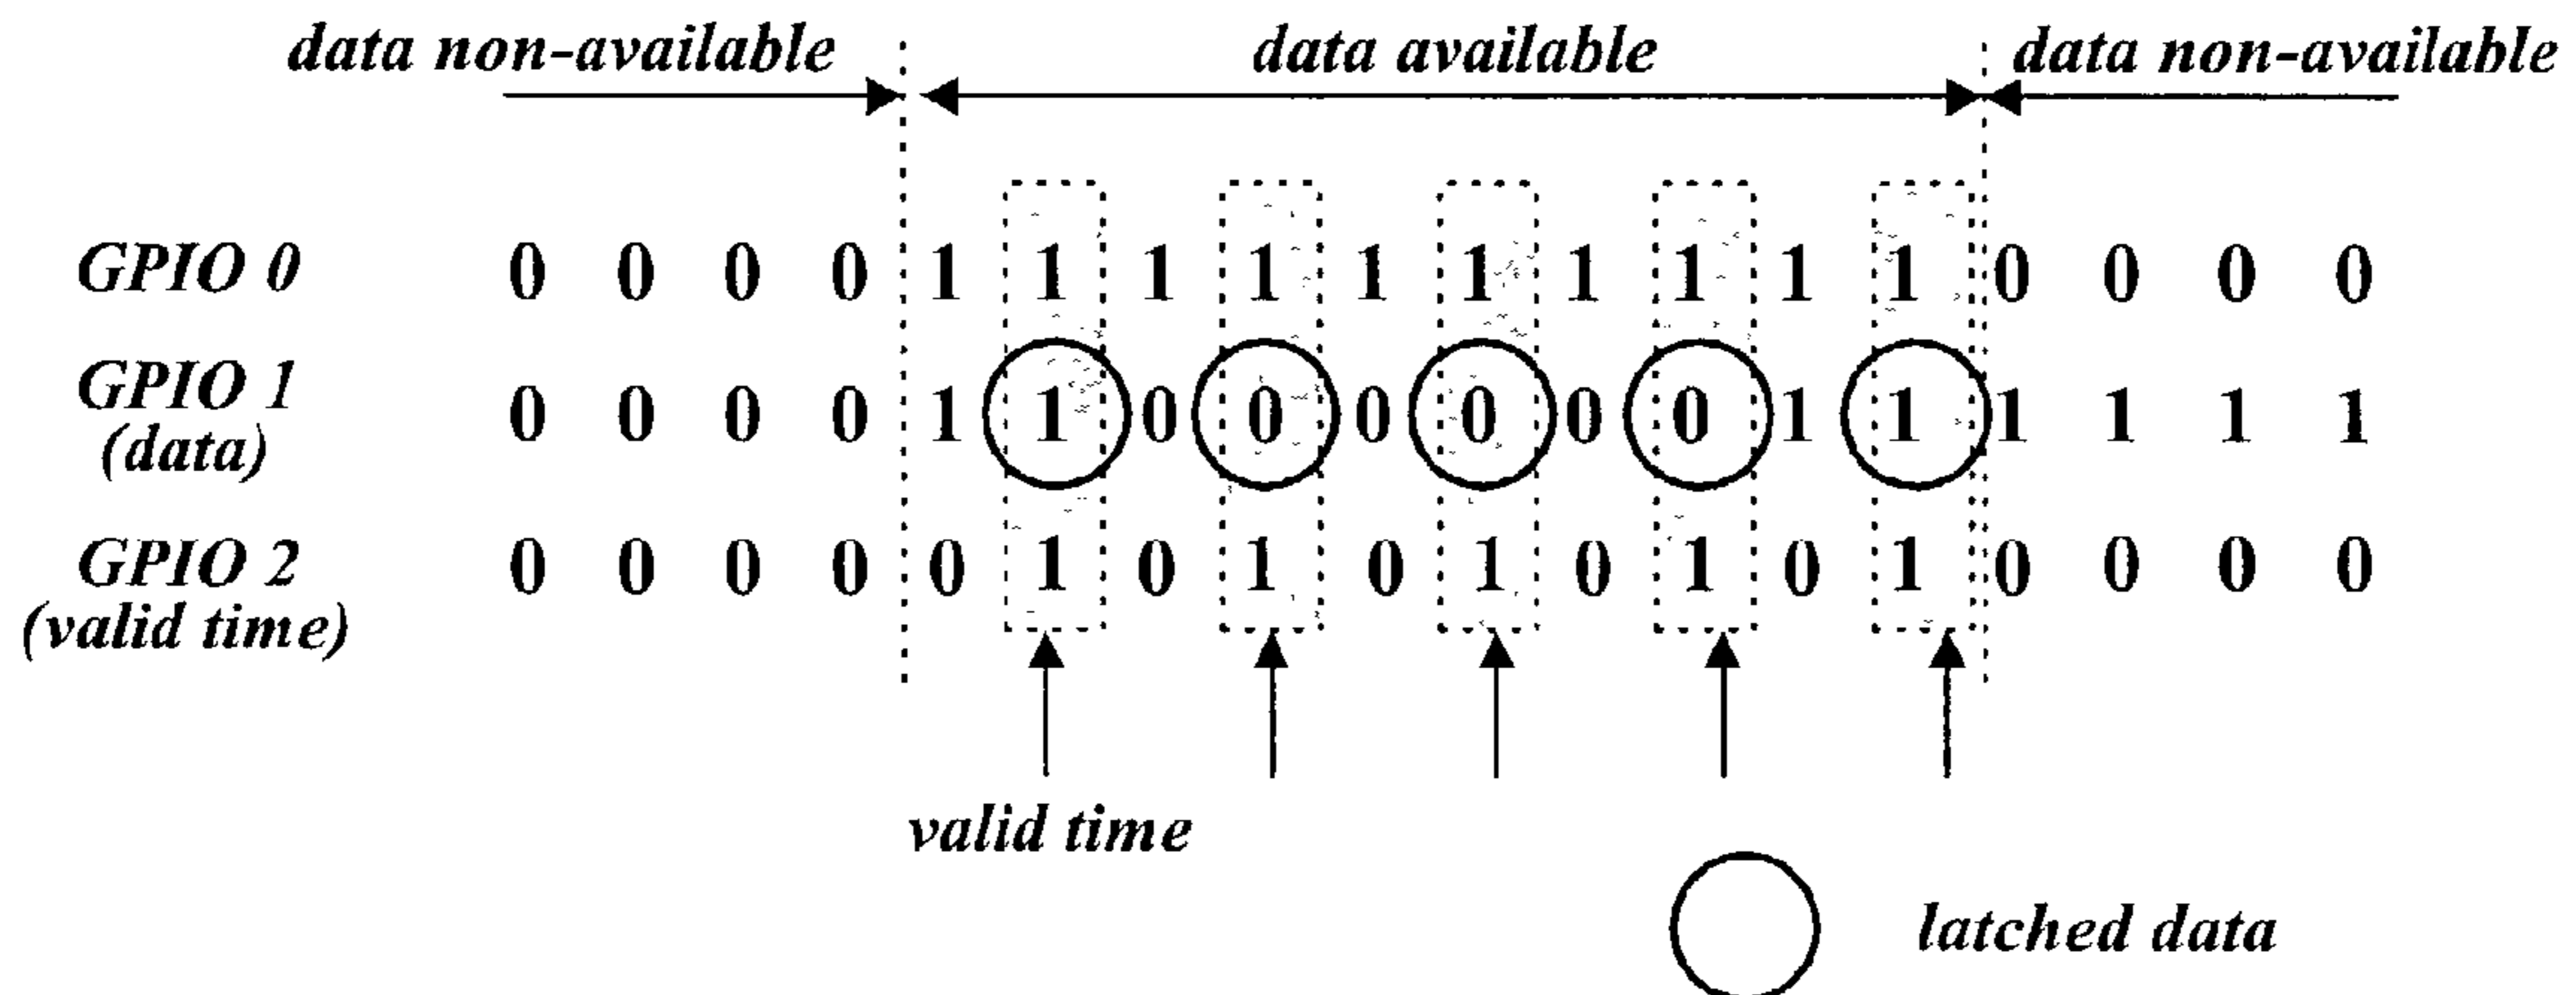 data non-available data available data non-available
GPIO 0 0 0 0 0 1 1 1 1 1 1 1 1 1 1 0 0 0 0
GPIO 1 0 0 0 0 1 1 0 0 0 0 0 0 1 1 1 1 1 1
(data)
GPIO 2 0 0 0 0 0 1 0 1 0 1 0 1 0 1 0 0 0 0
(valid time)
valid time
latched data